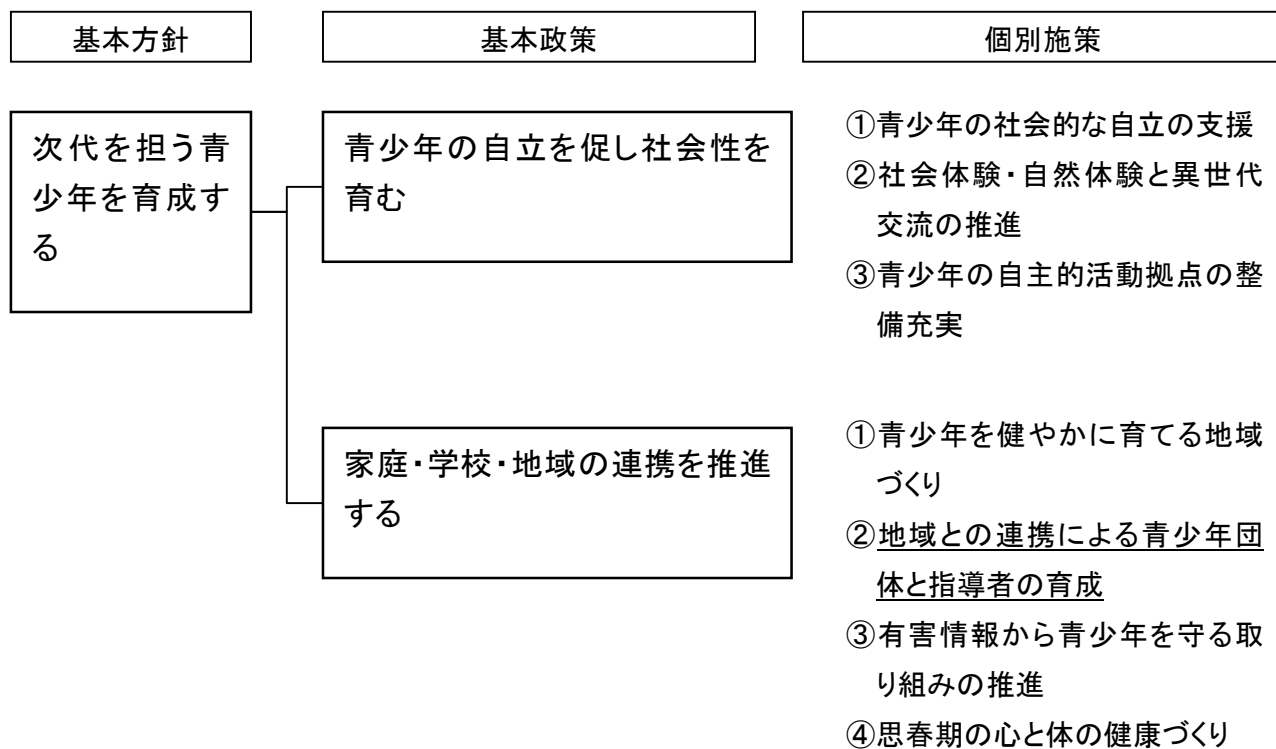 基本方針
基本政策
個別施策
次代を担う青
少年を育成す
る
青少年の自立を促し社会性を
育む
①青少年の社会的な自立の支援
②社会体験・自然体験と異世代
交流の推進
③青少年の自主的活動拠点の整
備充実
家庭・学校・地域の連携を推進
する
①青少年を健やかに育てる地域
づくり
②地域との連携による青少年団
体と指導者の育成
③有害情報から青少年を守る取
り組みの推進
④思春期の心と体の健康づくり